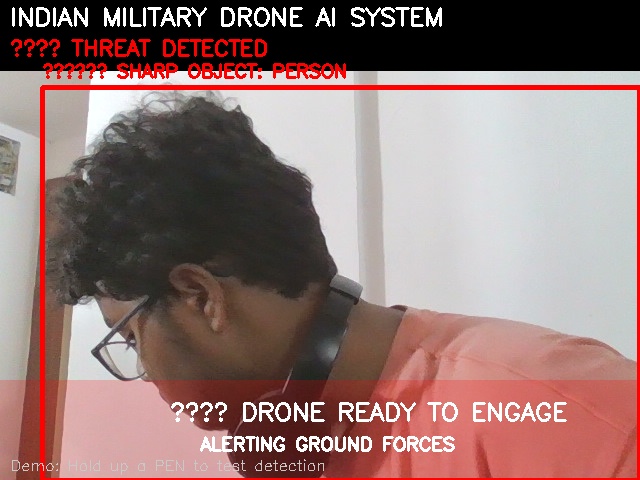 INDIAN MILITARY DRONE AI SYSTEM
???? THREAT DETECTED
?????? SHARP OBJECT: PERSON
???? DRONE READY TO ENGAGE
ALERTING GROUND FORCES
Demo: Hold up a PEN to test detection